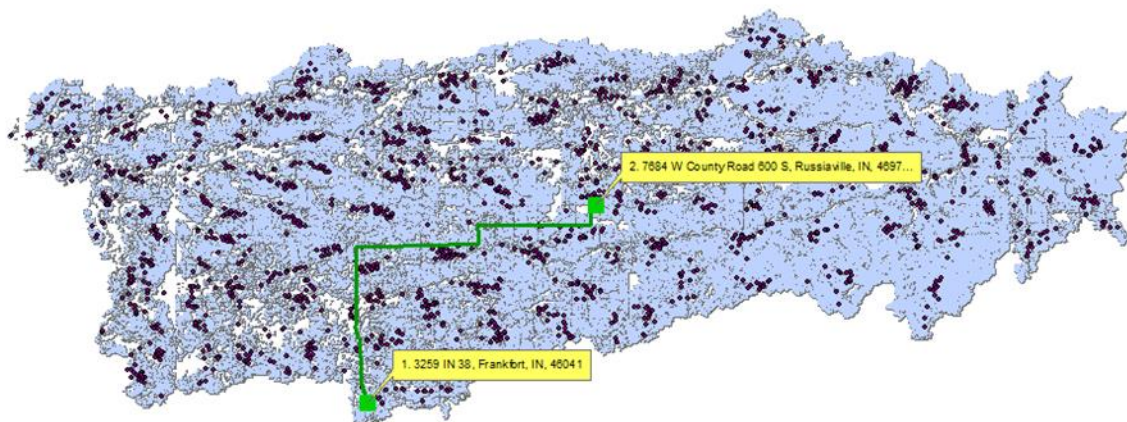 2. 7684 W County Road 600 S, Russiaville, IN, 4697...
1. 3259 IN 38, Frankfort, IN, 46041